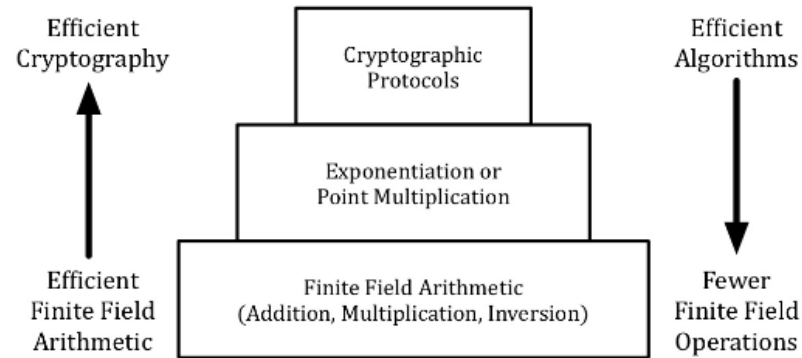 Efficient
Cryptography
Efficient
Finite Field
Arithmetic
Cryptographic
Protocols
Exponentiation or
Point Multiplication
Finite Field Arithmetic
(Addition, Multiplication, Inversion)
Efficient
Algorithms
Fewer
Finite Field
Operations